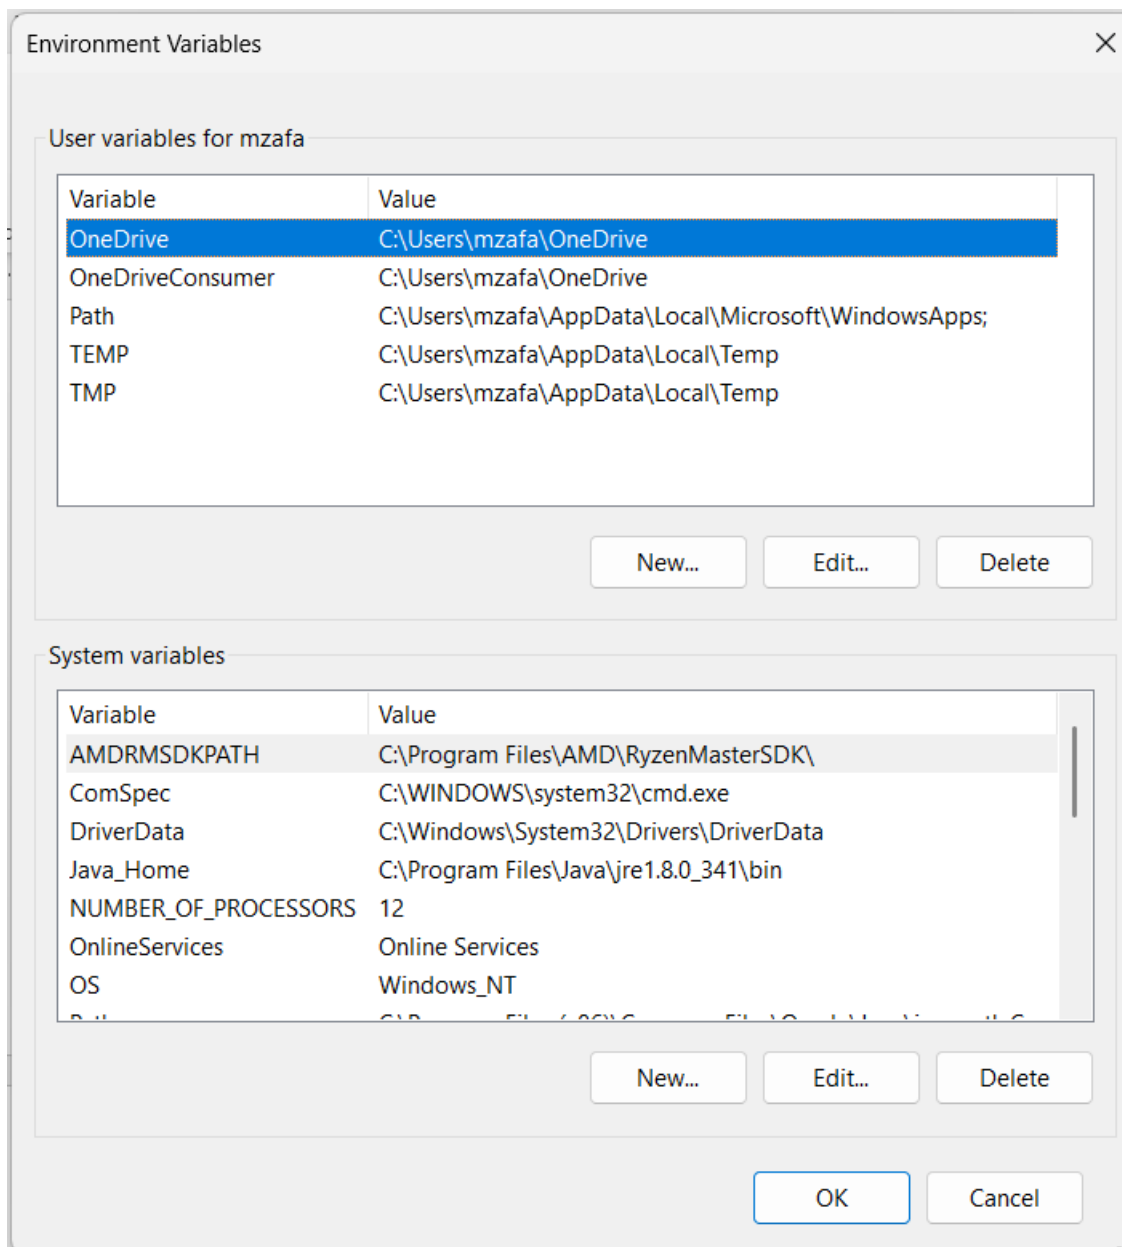 Environment Variables
User variables for mzafa
Variable Value
OneDrive C:\Users\mzafa\OneDrive
OneDriveConsumer C:\Users\mzafa\OneDrive
Path C:\Users\mzafa\AppData\Local\Microsoft\WindowsApps;
TEMP C:\Users\mzafa\AppData\Local\Temp
TMP C:\Users\mzafa\AppData\Local\Temp
New... Edit... Delete
System variables
Variable Value
AMDRMSDKPATH C:\Program Files\AMD\RyzenMasterSDK\
ComSpec C:\WINDOWS\system32\cmd.exe
DriverData C:\Windows\System32\Drivers\DriverData
Java_Home C:\Program Files\Java\jre1.8.0_341\bin
NUMBER_OF_PROCESSORS 12
OnlineServices Online Services
OS Windows_NT
New... Edit... Delete
OK Cancel